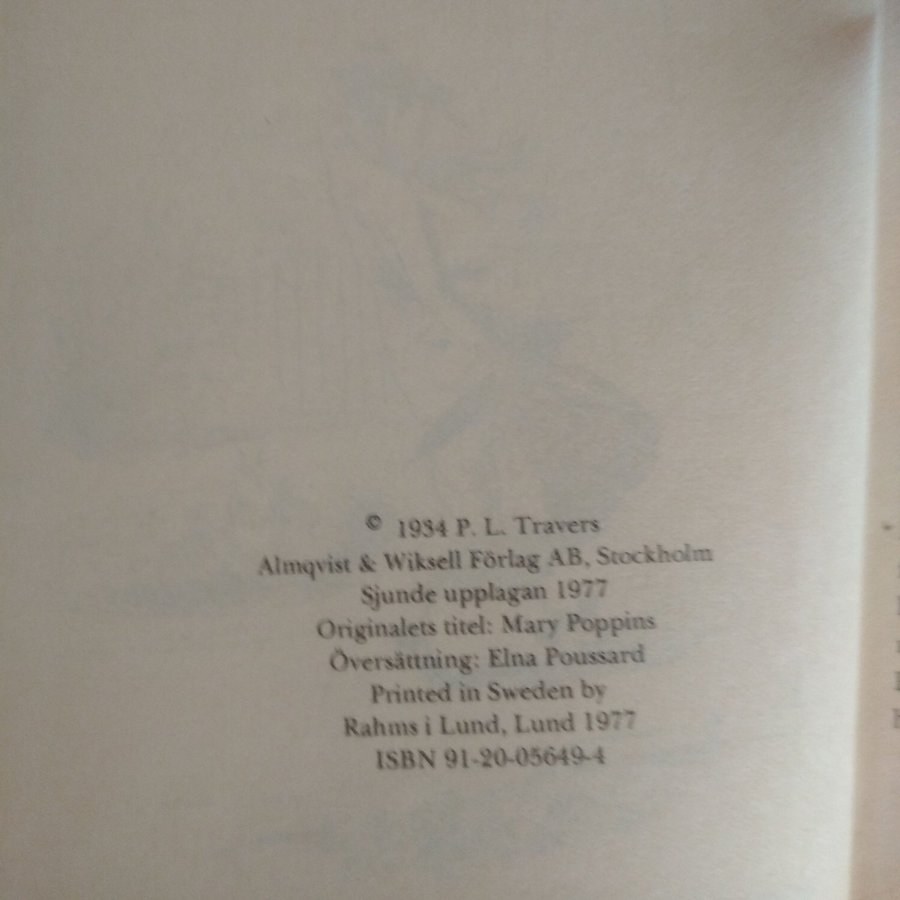 © 1934 P. L. Travers
Almqvist & Wiksell Förlag AB, Stockholm
Sjunde upplagan 1977
Originalets titel: Mary Poppins
Översättning: Elna Poussard
Printed in Sweden by
Rahms i Lund, Lund 1977
ISBN 91-20-05649-4